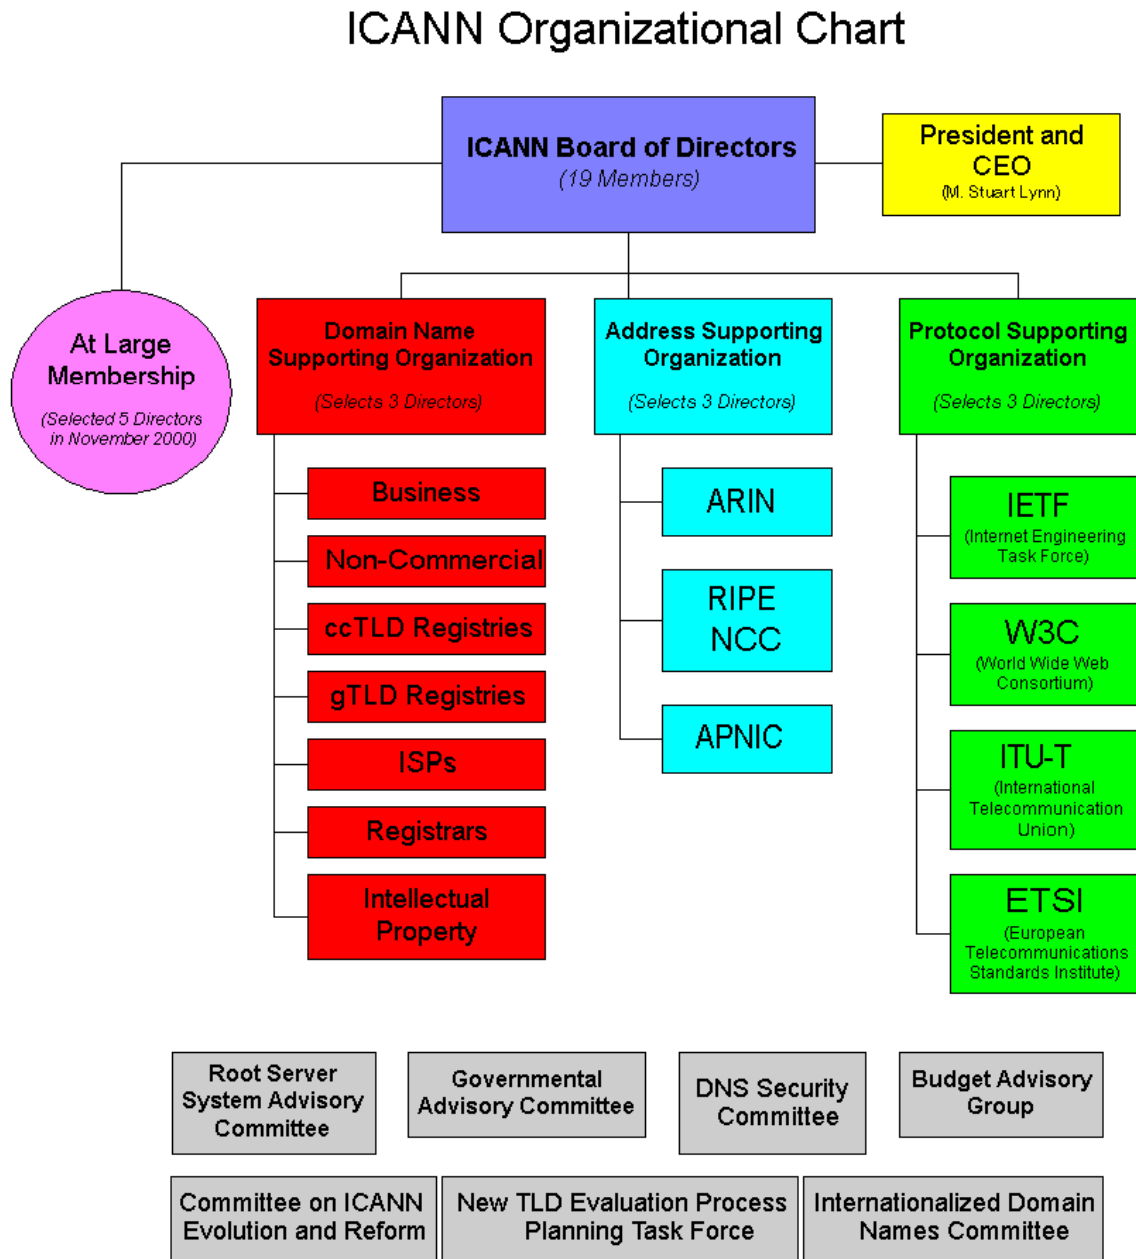 ICANN Organizational Chart
ICANN Board of Directors
(19 Members)
President and
CEO
(M. Stuart Lynn)
At Large
Membership
(Selected 5 Directors
in November 2000)
Domain Name
Supporting Organization
(Selects 3 Directors)
Address Supporting
Organization
(Selects 3 Directors)
Protocol Supporting
Organization
(Selects 3 Directors)
Business
Non-Commercial
ccTLD Registries
gTLD Registries
ISPs
Registrars
Intellectual
Property
ARIN
RIPE
NCC
APNIC
IETF
(Internet Engineering
Task Force)
W3C
(World Wide Web
Consortium)
ITU-T
(International
Telecommunication
Union)
ETSI
(European
Telecommunications
Standards Institute)
Root Server
System Advisory
Committee
Governmental
Advisory Committee
DNS Security
Committee
Budget Advisory
Group
Committee on ICANN
Evolution and Reform
New TLD Evaluation Process
Planning Task Force
Internationalized Domain
Names Committee